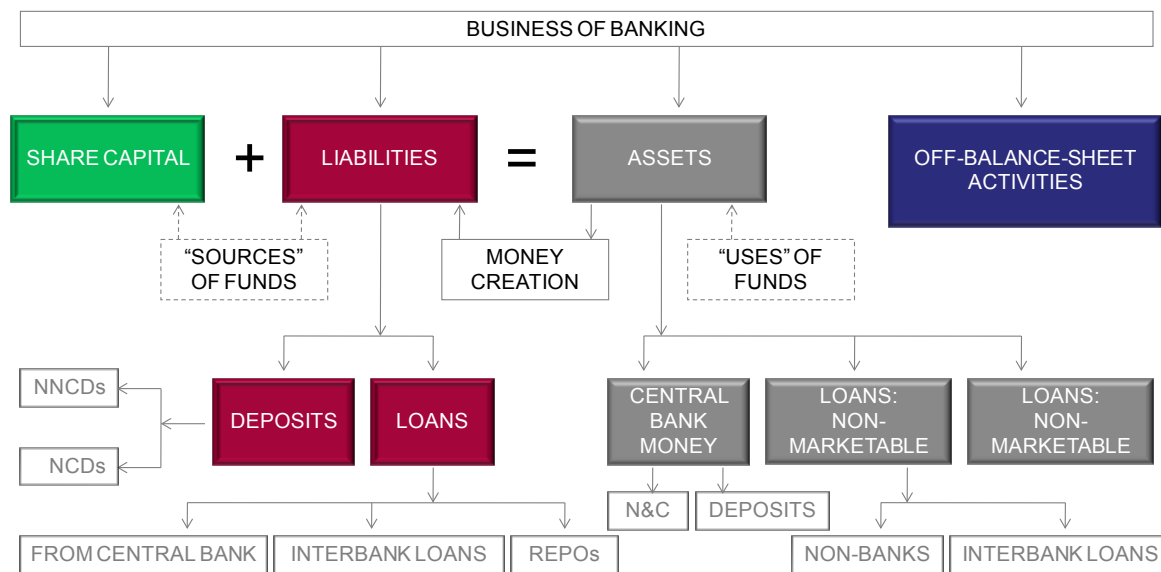 BUSINESS OF BANKING
SHARE CAPITAL
+
LIABILITIES
=
ASSETS
OFF-BALANCE-SHEET
ACTIVITIES
“SOURCES”
OF FUNDS
MONEY
CREATION
“USES” OF
FUNDS
NNCDs
NCDs
DEPOSITS
LOANS
CENTRAL
BANK
MONEY
LOANS:
NON-
MARKETABLE
LOANS:
NON-
MARKETABLE
N&C
DEPOSITS
FROM CENTRAL BANK
INTERBANK LOANS
REPOs
NON-BANKS
INTERBANK LOANS